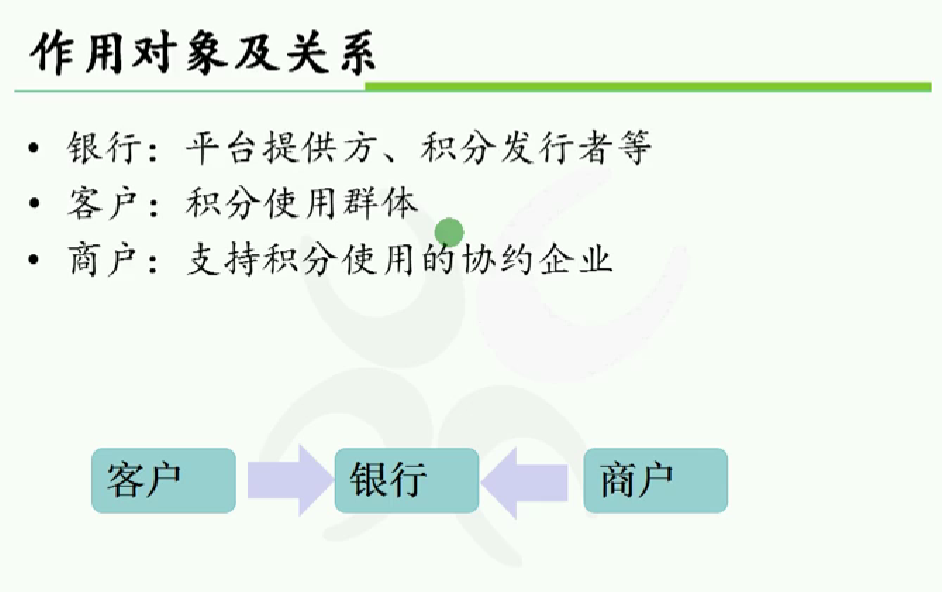 作用对象及关系
• 银行：平台提供方、积分发行者等
• 客户：积分使用群体
• 商户：支持积分使用的协约企业
客户 银行 商户